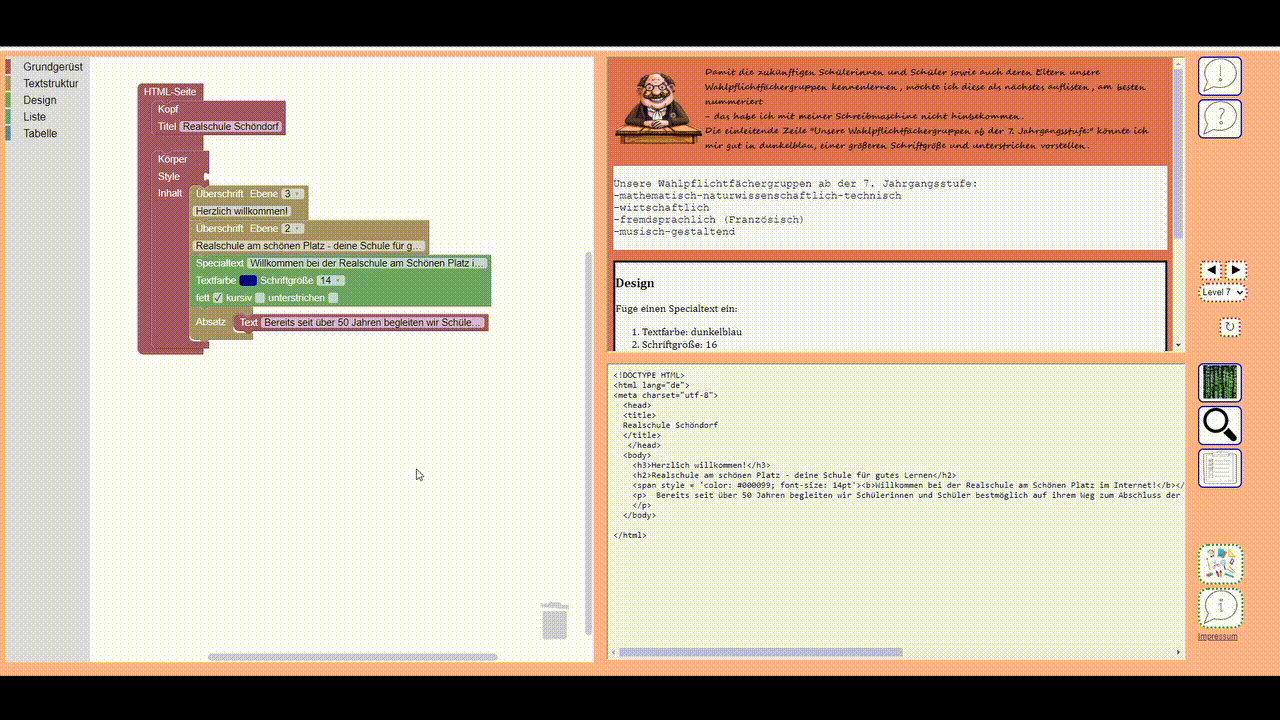 Grundgerüst
Textstruktur
Design
Liste
Tabelle
HTML-Seite
Kopf
Titel Realschule Schöndorf
Körper
Style
Inhalt
Überschrift Ebene 3
Herzlich willkommen!
Überschrift Ebene 2
Realschule am schönen Platz - deine Schule für g...
Specialtext Willkommen bei der Realschule am Schönen Platz i...
Textfarbe Schriftgröße 14
fett kursiv unterstrichen
Absatz Text Bereits seit über 50 Jahren begleiten wir Schüle...
Damit die zukünftigen Schülerinnen und Schüler sowie auch deren Eltern unsere
Wahlpflichtfächergruppen kennenlernen, möchte ich diese als nächstes auflisten, am besten
nummeriert
- das habe ich mit meiner Schreibmaschine nicht hinbekommen.
Die einleitende Zeile "Unsere Wahlpflichtfächergruppen ab der 7. Jahrgangsstufe:" könnte ich
mir gut in dunkelblau, einer größeren Schriftgröße und unterstrichen vorstellen.
Unsere Wahlpflichtfächergruppen ab der 7. Jahrgangsstufe:
-mathematisch-naturwissenschaftlich-technisch
-wirtschaftlich
-fremdsprachlich (Französisch)
-musisch-gestaltend
Design
Füge einen Specialtext ein:
1. Textfarbe: dunkelblau
2. Schriftgröße: 16
<!DOCTYPE HTML>
<html lang="de">
<meta charset="utf-8">
<head>
<title>
Realschule Schöndorf
</title>
</head>
<body>
<h3>Herzlich willkommen!</h3>
<h2>Realschule am schönen Platz - deine Schule für gutes Lernen</h2>
<span style = 'color: #000099; font-size: 14pt'><b>Willkommen bei der Realschule am Schönen Platz im Internet!</b></
<p> Bereits seit über 50 Jahren begleiten wir Schülerinnen und Schüler bestmöglich auf ihrem Weg zum Abschluss der
</p>
</body>
</html>
Level 7
Impressum